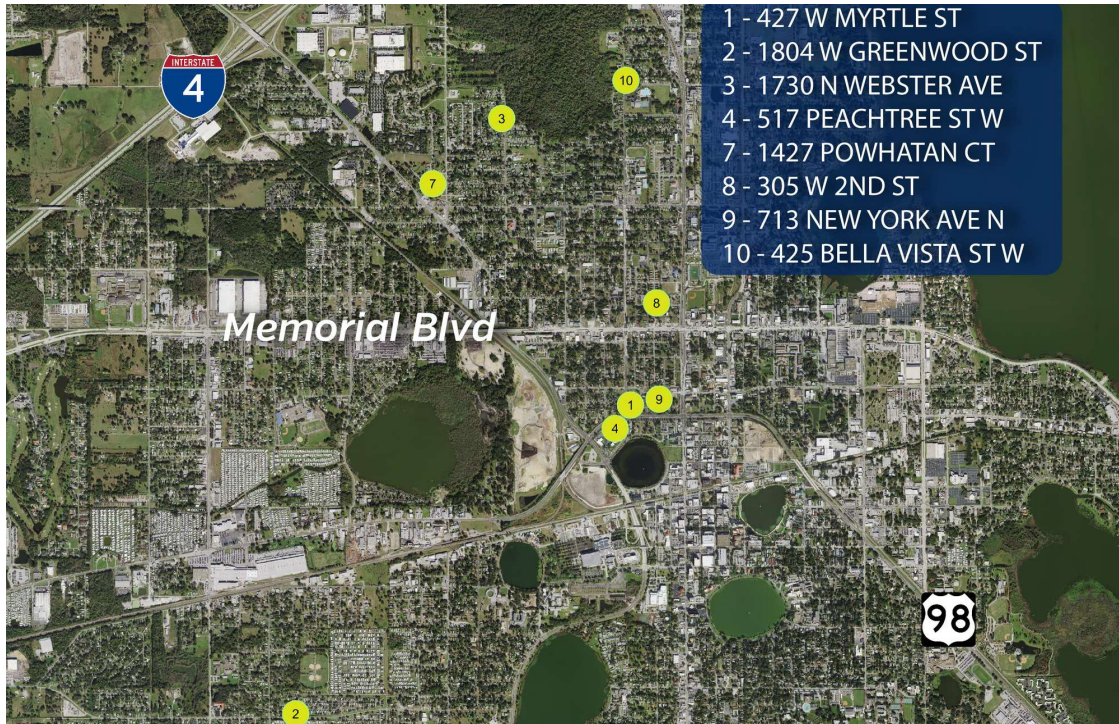 1 - 427 W MYRTLE ST
2 - 1804 W GREENWOOD ST
3 - 1730 N WEBSTER AVE
4 - 517 PEACHTREE ST W
7 - 1427 POWHATAN CT
8 - 305 W 2ND ST
9 - 713 NEW YORK AVE N
10 - 425 BELLA VISTA ST W
INTERSTATE
4
10
3
7
8
Memorial Blvd
9
1
4
98
2